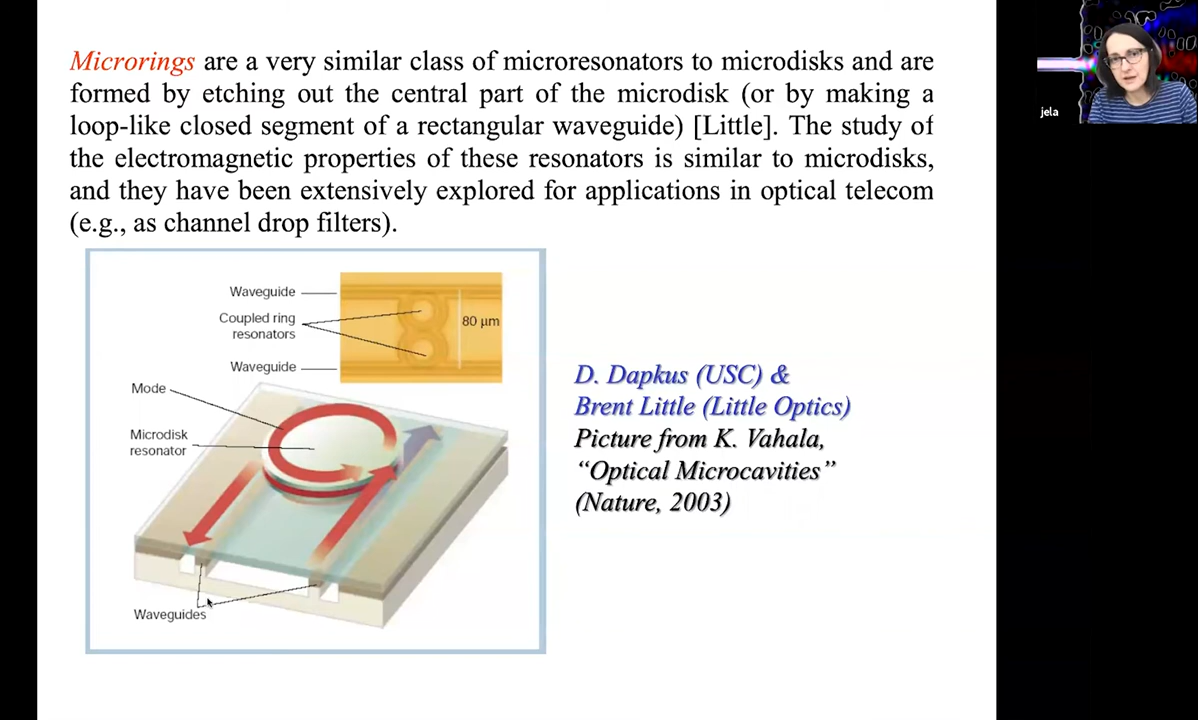 Microrings are a very similar class of microresonators to microdisks and are
formed by etching out the central part of the microdisk (or by making a
loop-like closed segment of a rectangular waveguide) [Little]. The study of
the electromagnetic properties of these resonators is similar to microdisks,
and they have been extensively explored for applications in optical telecom
(e.g., as channel drop filters).
Waveguide
Coupled ring
resonators
80 µm
Waveguide
Mode
Microdisk
resonator
Waveguides
D. Dapkus (USC) &
Brent Little (Little Optics)
Picture from K. Vahala,
“Optical Microcavities”
(Nature, 2003)
jela